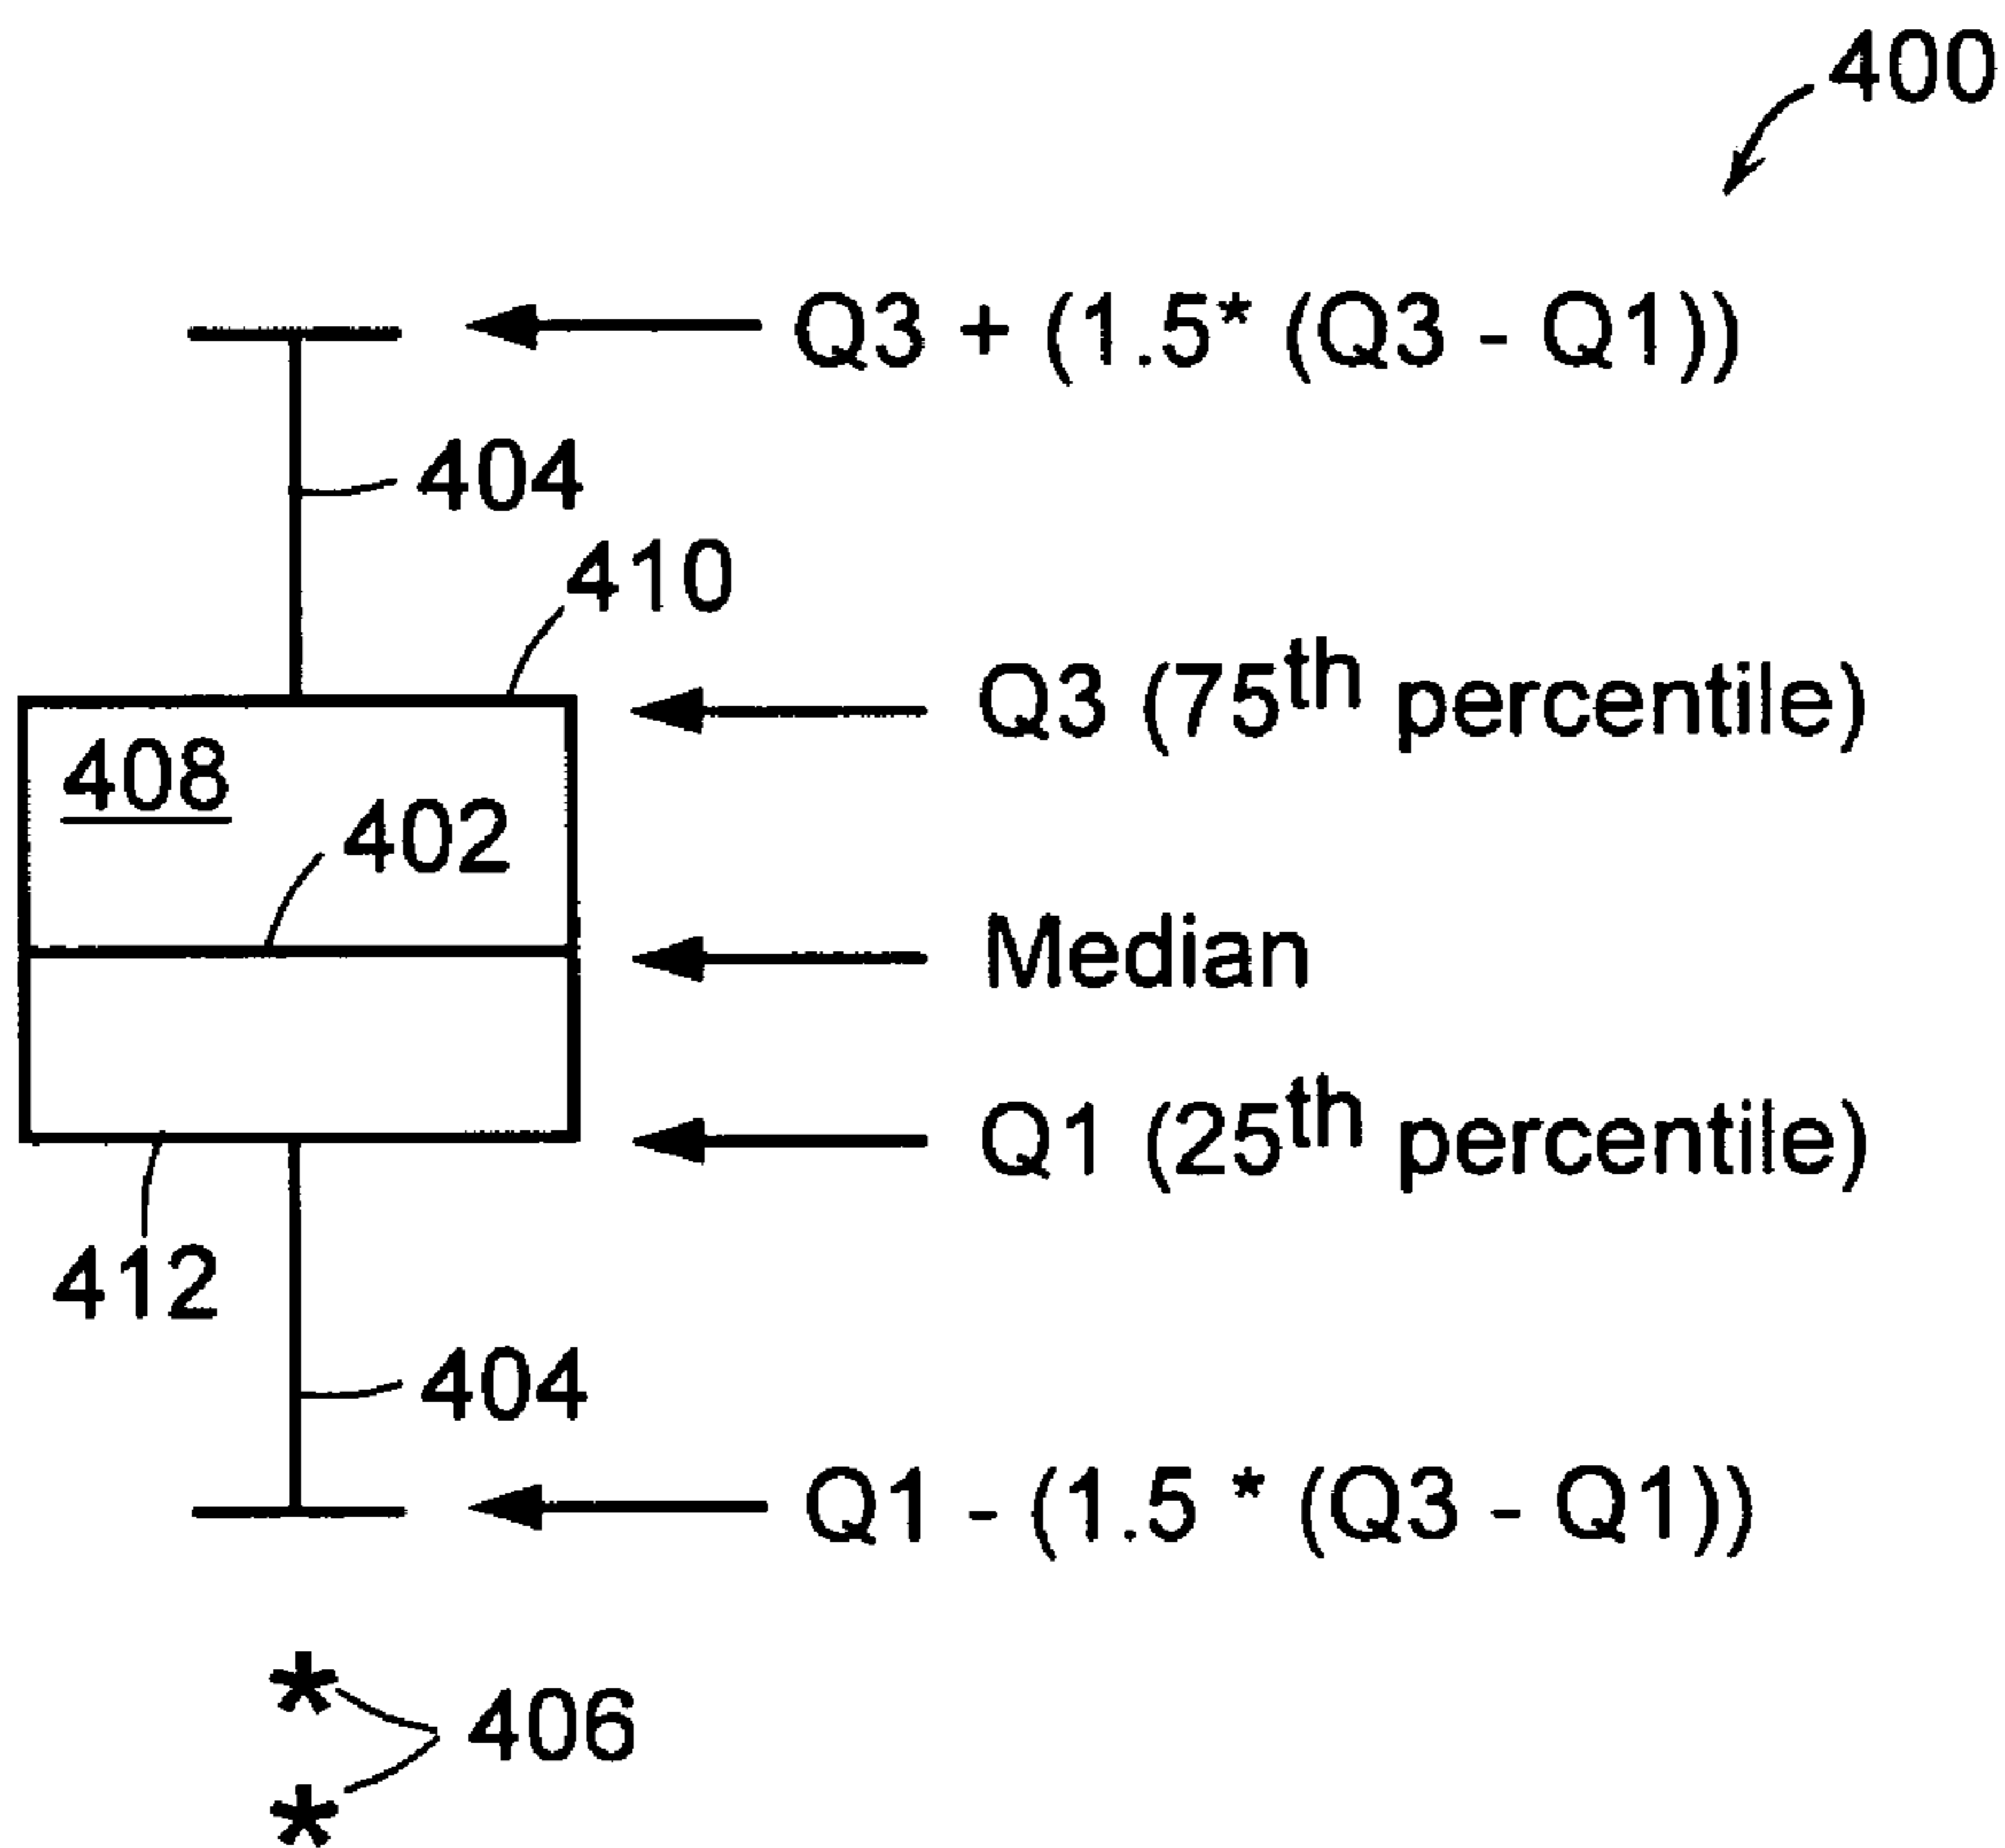 400
Q3 + (1.5* (Q3 - Q1))
404
410
Q3 (75th percentile)
408
402
Median
Q1 (25th percentile)
412
404
Q1 - (1.5 * (Q3 - Q1))
*
406
*